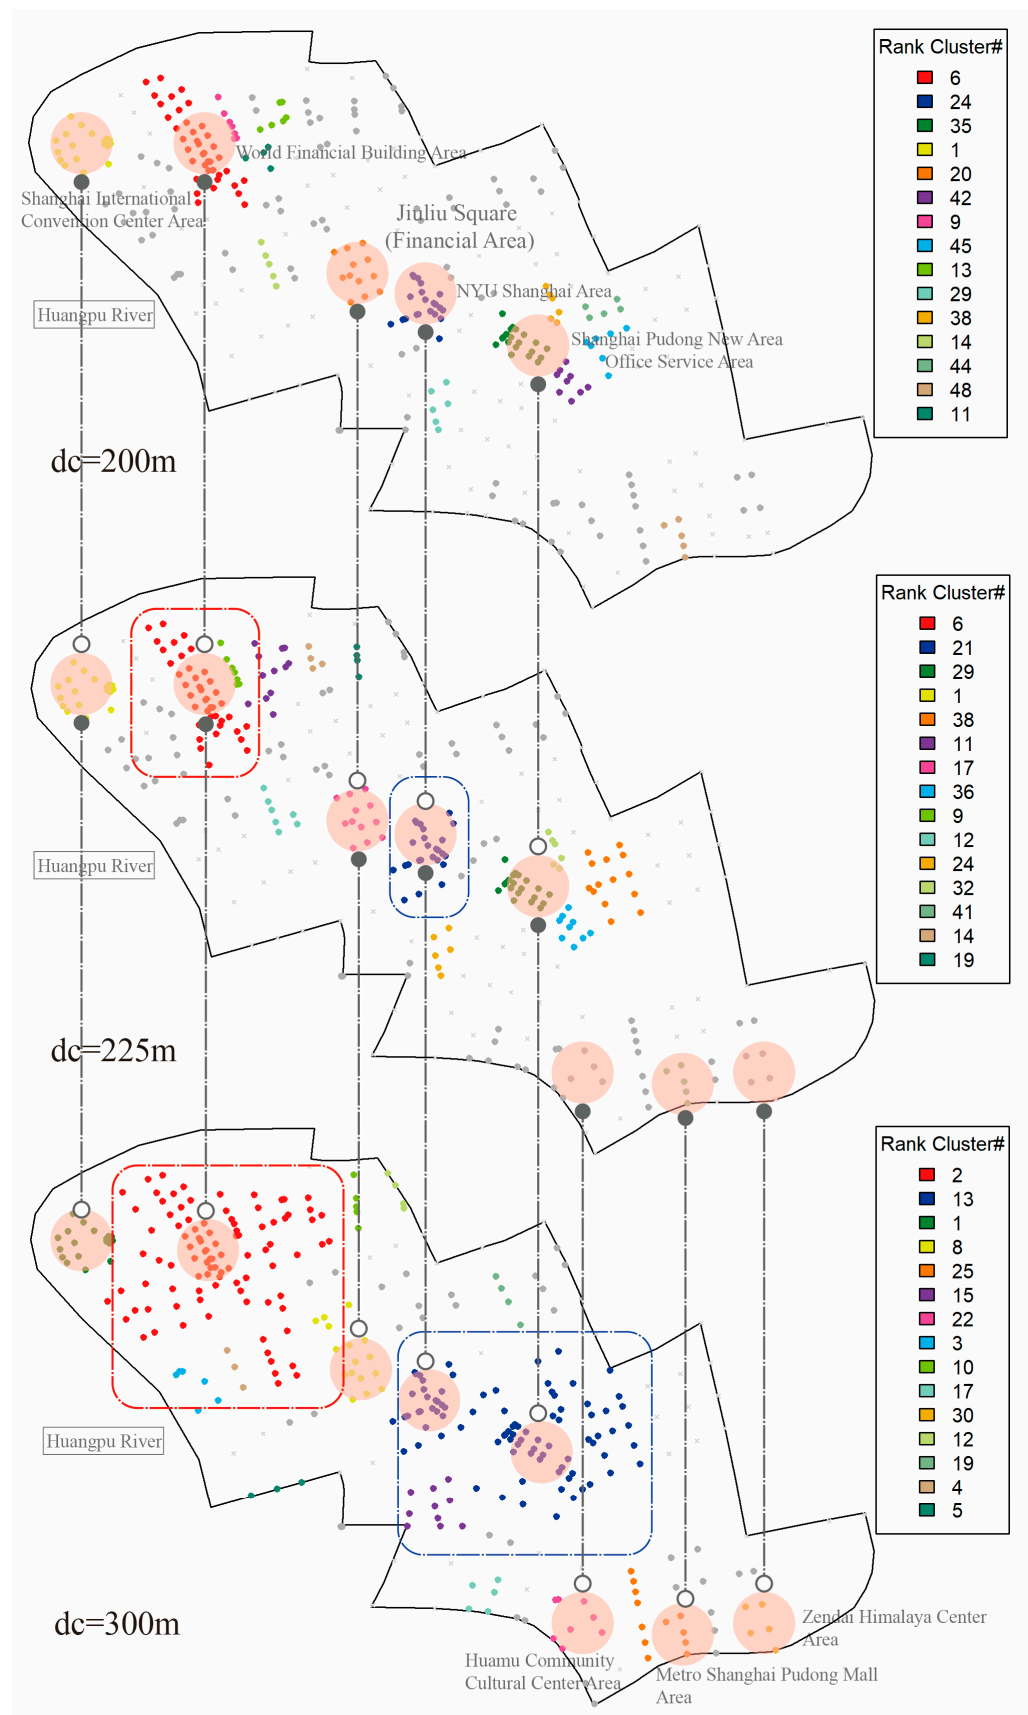 Rank Cluster#
6
24
35
1
20
42
9
45
13
29
38
14
44
48
11
World Financial Building Area
Shanghai International
Convention Center Area
Jiuliu Square
(Financial Area)
NYU Shanghai Area
Huangpu River
Shanghai Pudong New Area
Office Service Area
dc=200m
Rank Cluster#
6
21
29
1
38
11
17
36
9
12
24
32
41
14
19
Huangpu River
dc=225m
Rank Cluster#
2
13
1
8
25
15
22
3
10
17
30
12
19
4
5
Huangpu River
dc=300m
Zendai Himalaya Center
Area
Huamu Community
Cultural Center Area
Metro Shanghai Pudong Mall
Area